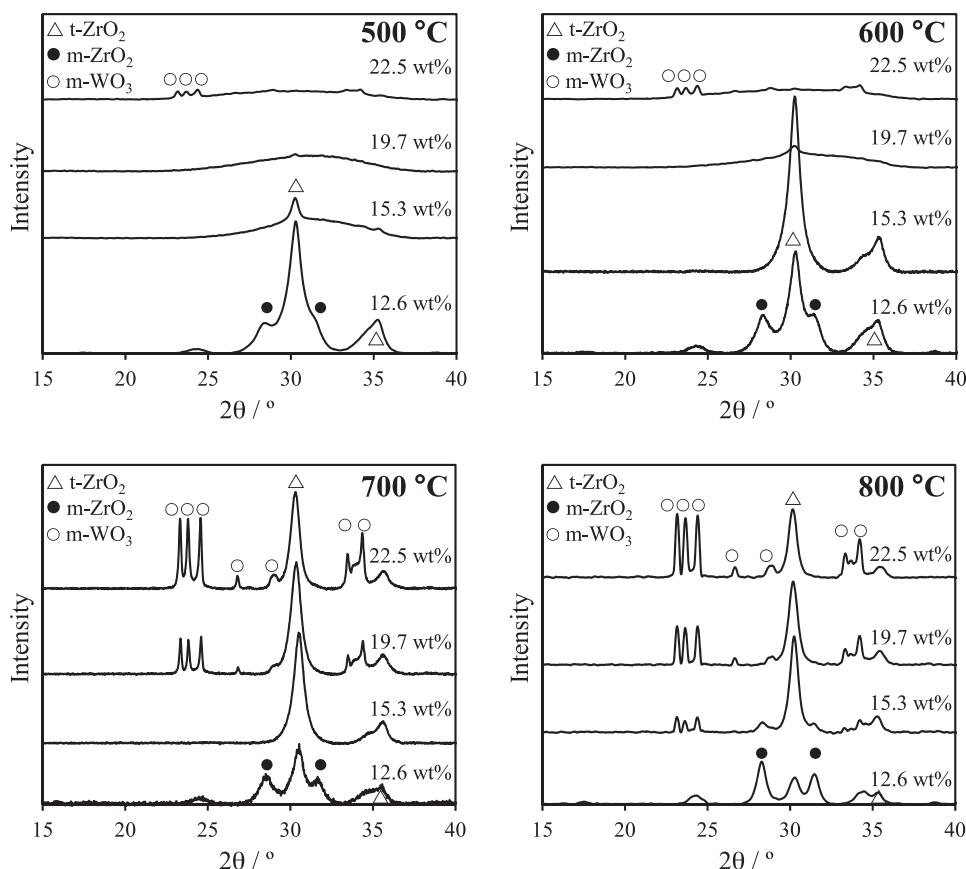 △ t-ZrO₂
● m-ZrO₂
○ m-WO₃
500 °C
22.5 wt%
19.7 wt%
15.3 wt%
12.6 wt%
Intensity
15 20 25 30 35 40
2θ / º
△ t-ZrO₂
● m-ZrO₂
○ m-WO₃
600 °C
22.5 wt%
19.7 wt%
15.3 wt%
12.6 wt%
Intensity
15 20 25 30 35 40
2θ / º
△ t-ZrO₂
● m-ZrO₂
○ m-WO₃
700 °C
22.5 wt%
19.7 wt%
15.3 wt%
12.6 wt%
Intensity
15 20 25 30 35 40
2θ / º
△ t-ZrO₂
● m-ZrO₂
○ m-WO₃
800 °C
22.5 wt%
19.7 wt%
15.3 wt%
12.6 wt%
Intensity
15 20 25 30 35 40
2θ / º